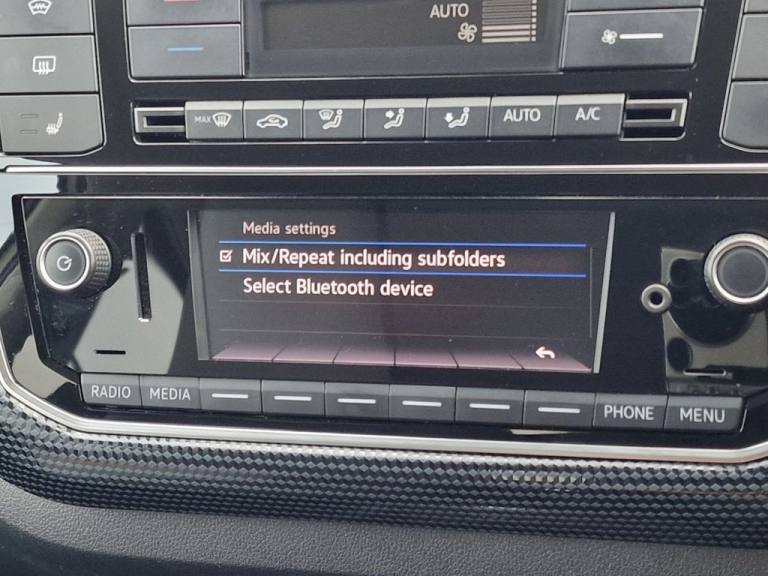 AUTO
MAX
AUTO
A/C
Media settings
Mix/Repeat including subfolders
Select Bluetooth device
RADIO
MEDIA
PHONE
MENU